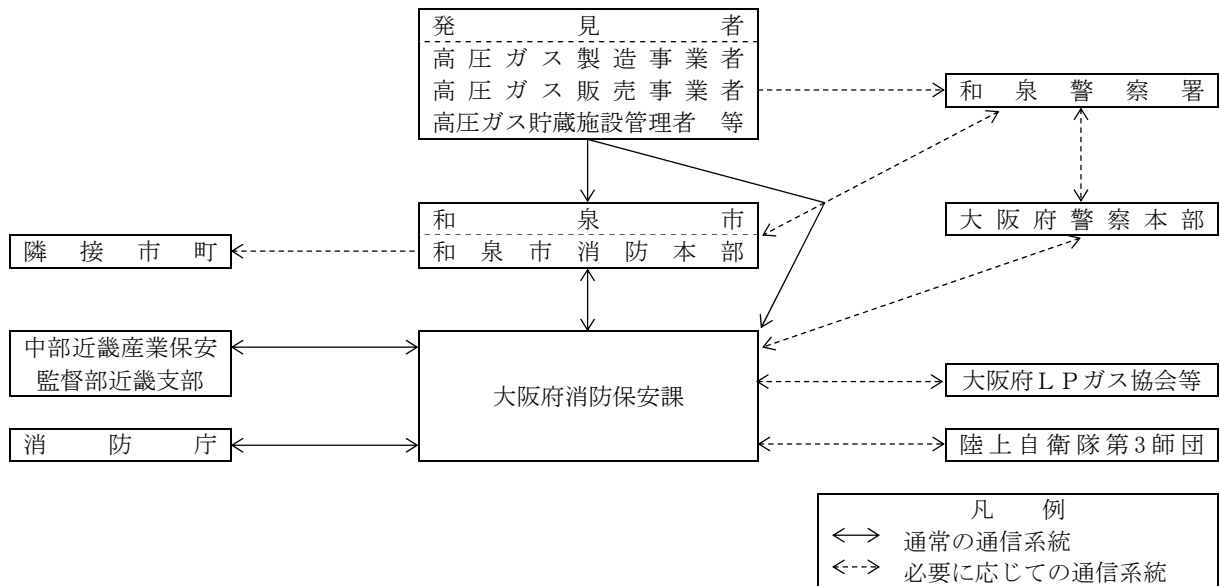 発見者
高圧ガス製造事業者
高圧ガス販売事業者
高圧ガス貯蔵施設管理者 等
和泉警察署
和泉市
和泉市消防本部
大阪府警察本部
隣接市町
中部近畿産業保安
監督部近畿支部
大阪府消防保安課
大阪府LPガス協会等
消防庁
陸上自衛隊第3師団
凡例
通常の通信系統
必要に応じての通信系統